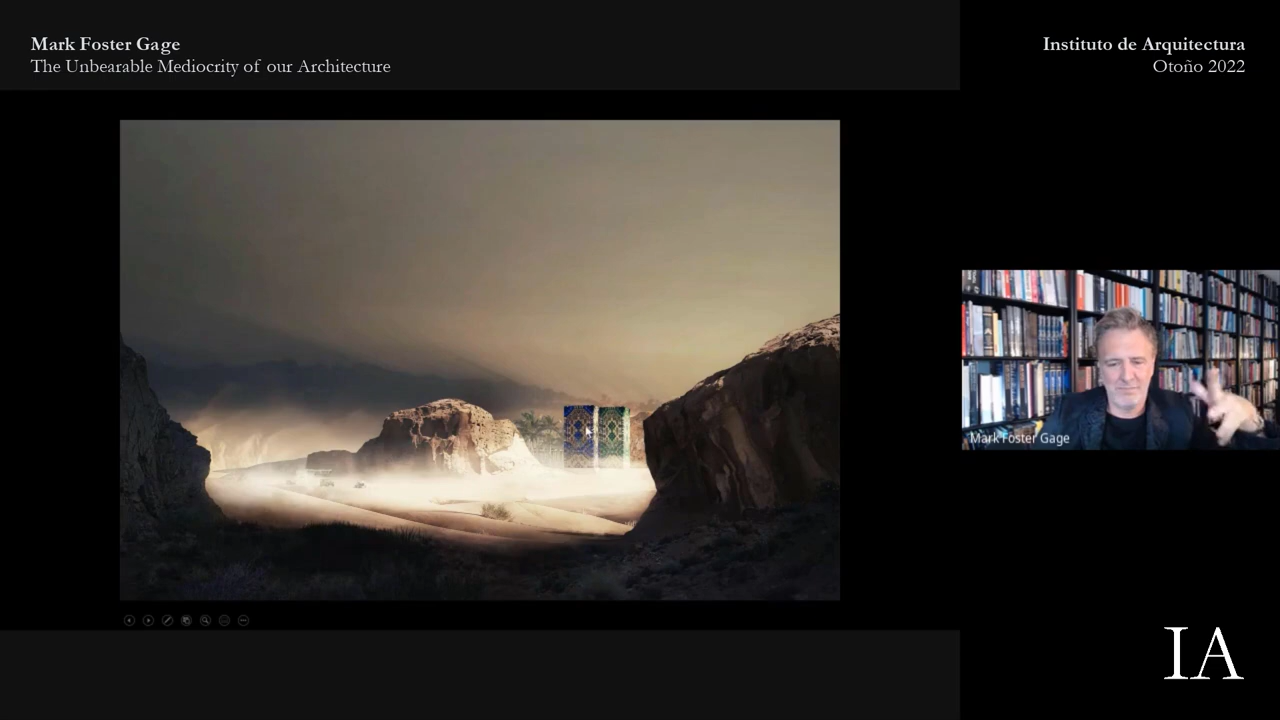 Mark Foster Gage
The Unbearable Mediocrity of our Architecture
Instituto de Arquitectura
Otoño 2022
Mark Foster Gage
IA